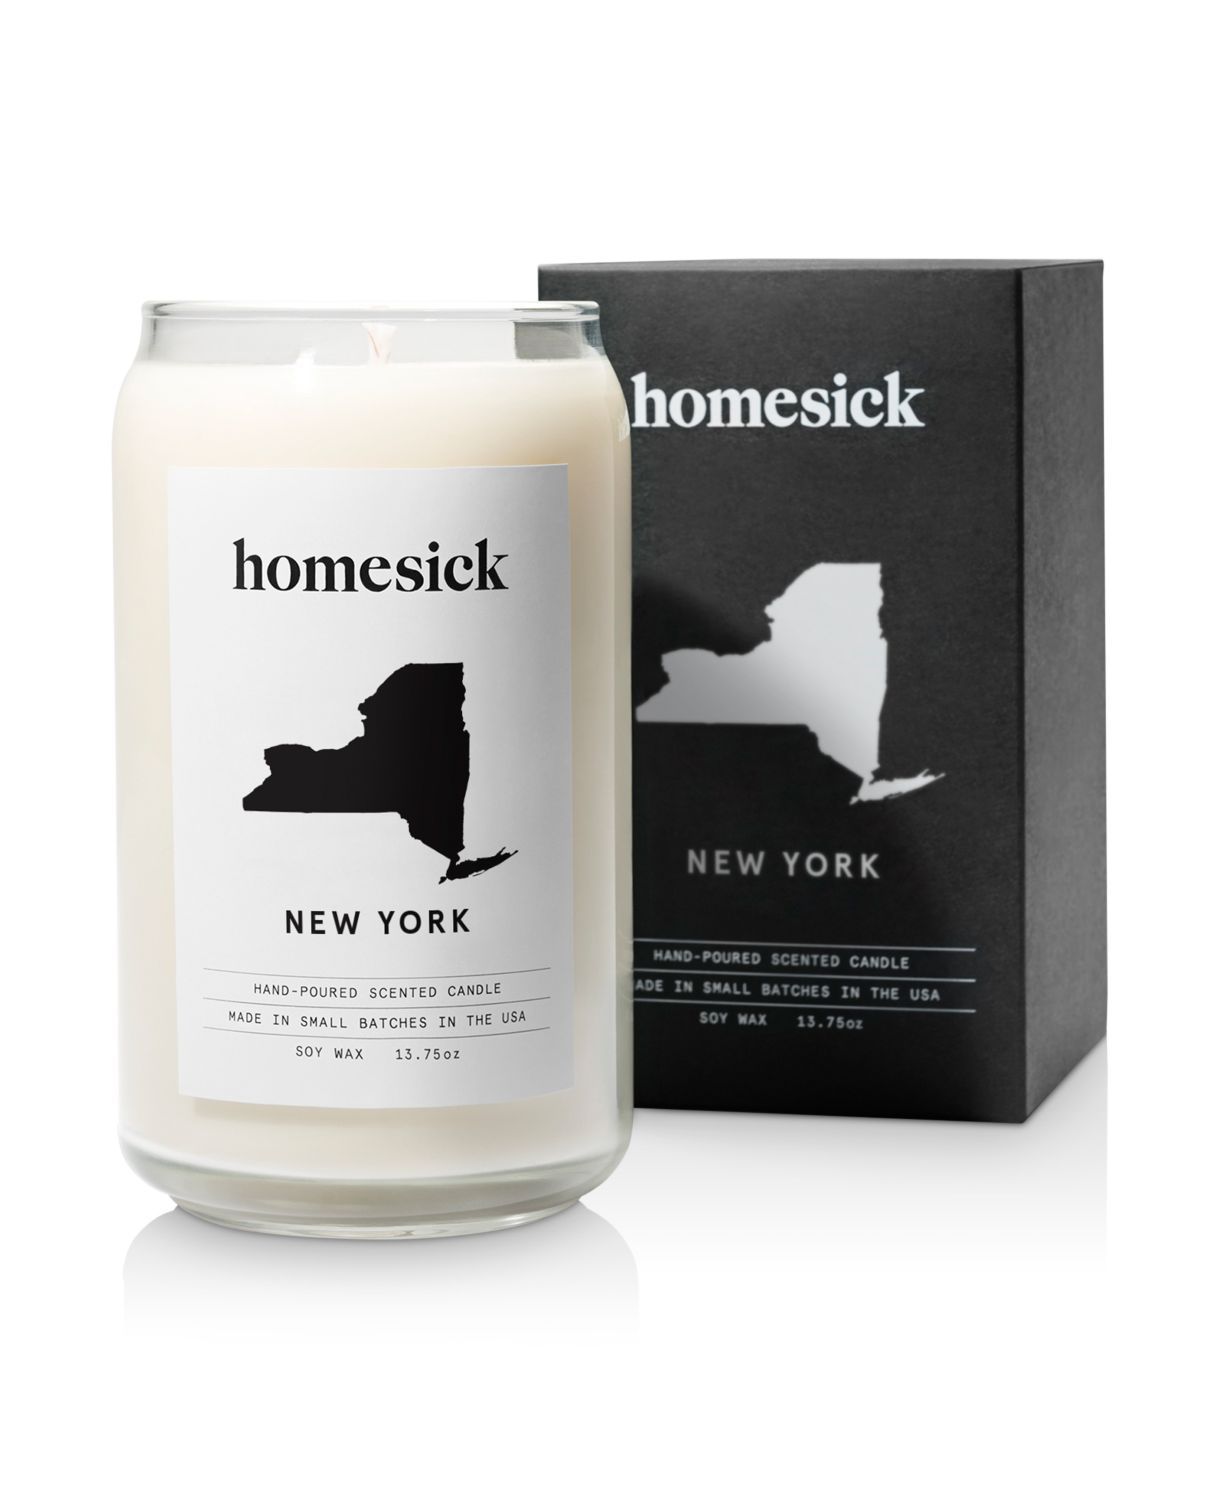 homesick
NEW YORK
HAND-POURED SCENTED CANDLE
MADE IN SMALL BATCHES IN THE USA
SOY WAX 13.75oz
homesick
NEW YORK
HAND-POURED SCENTED CANDLE
IN SMALL BATCHES IN THE USA
SOY WAX 13.75oz